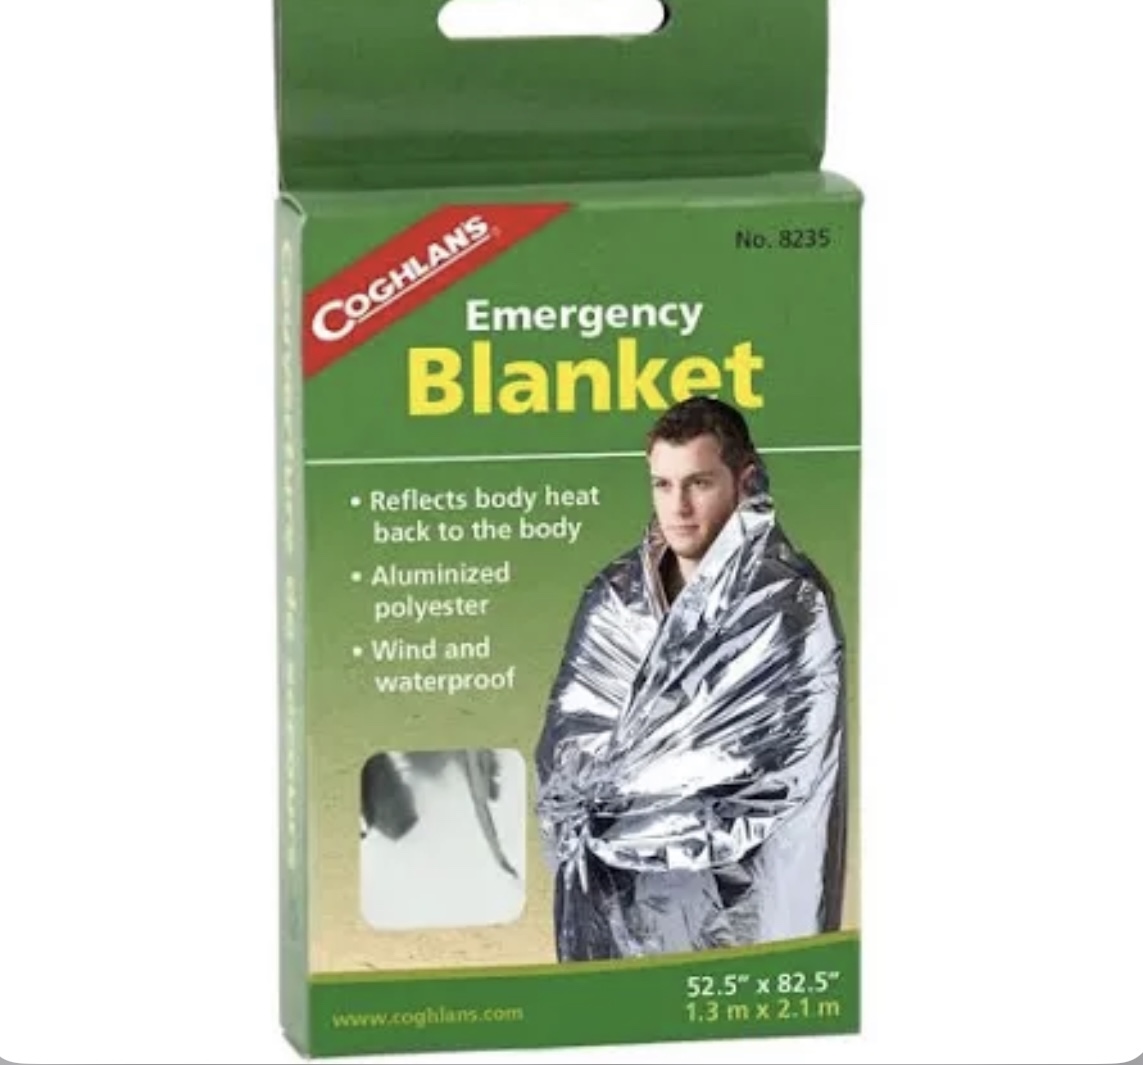 COGHLAN'S
No. 8235
Emergency
Blanket
• Reflects body heat
back to the body
• Aluminized
polyester
• Wind and
waterproof
52.5" x 82.5"
1.3 m x 2.1 m
www.coghlans.com